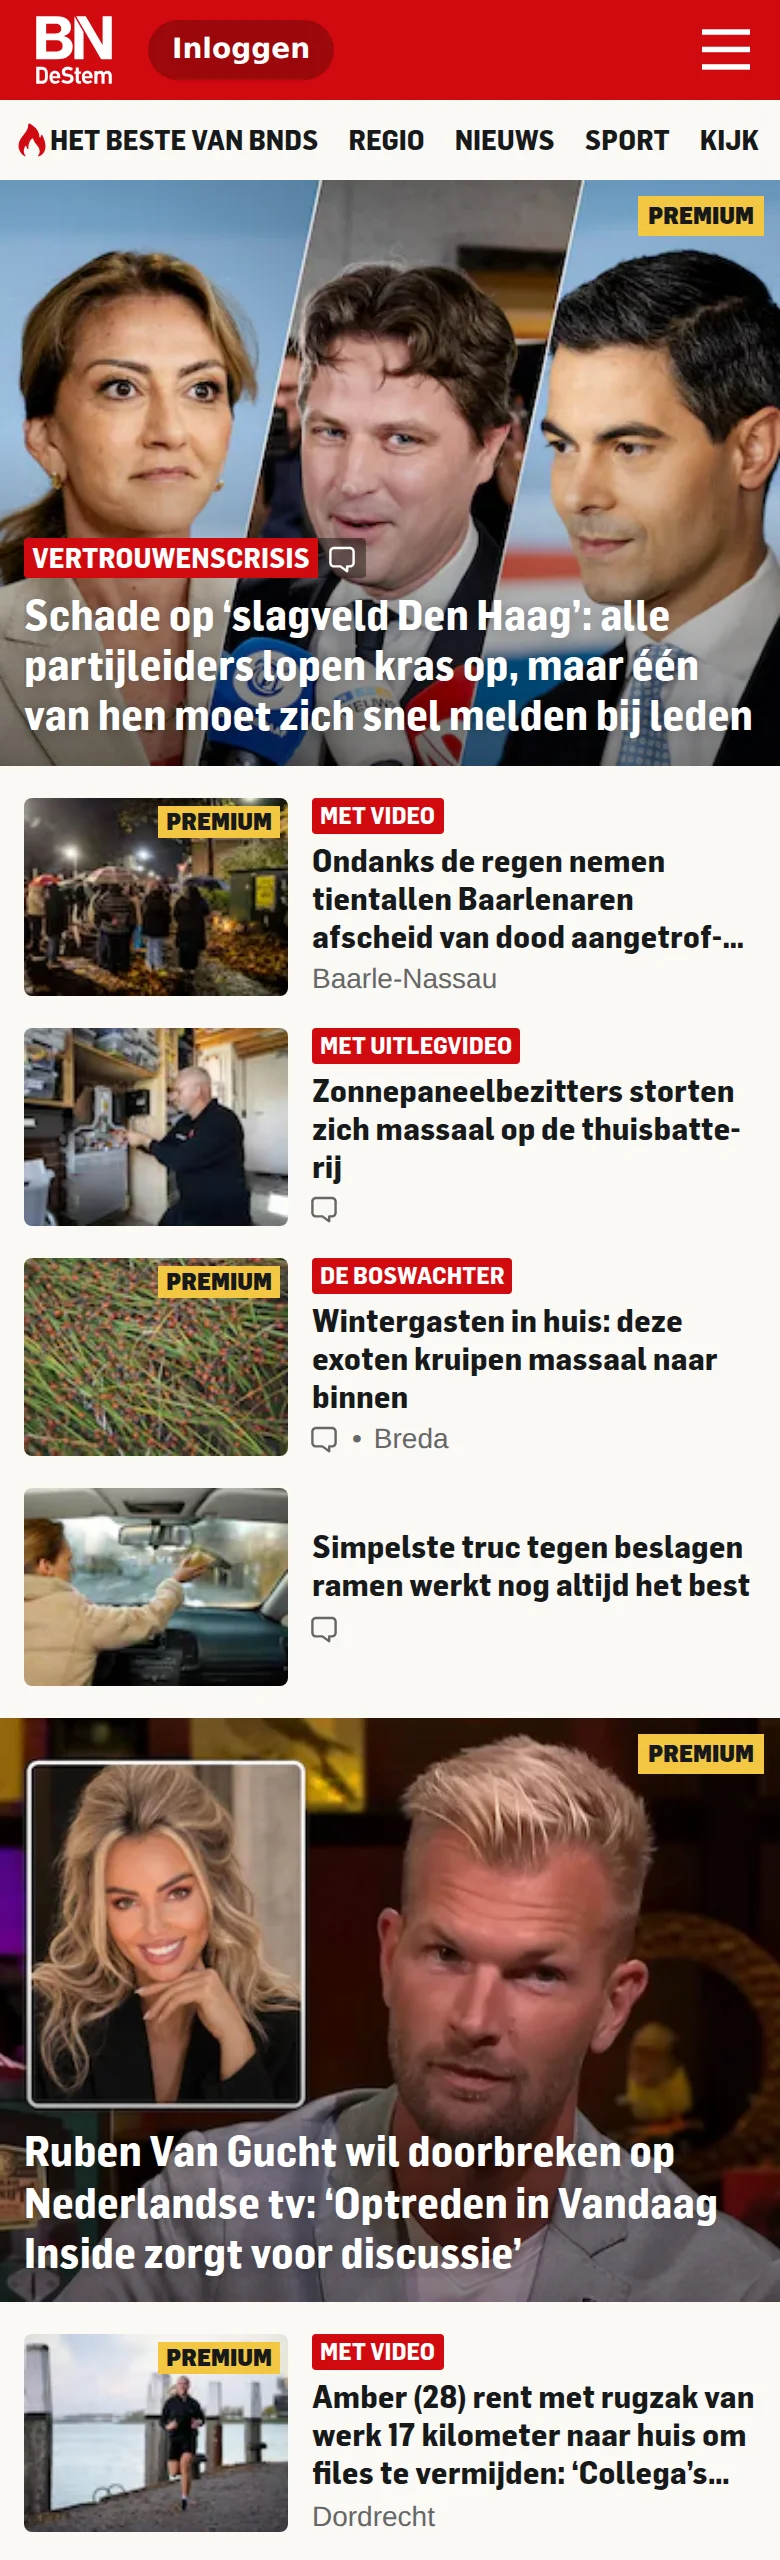 BN
DeStem
Inloggen
HET BESTE VAN BNDS REGIO NIEUWS SPORT KIJK
PREMIUM
VERTROUWENSCRISIS
Schade op ‘slagveld Den Haag’: alle
partijleiders lopen kras op, maar één
van hen moet zich snel melden bij leden
PREMIUM
MET VIDEO
Ondanks de regen nemen
tientallen Baarlenaren
afscheid van dood aangetrof-...
Baarle-Nassau
MET UITLEGVIDEO
Zonnepaneelbezitters storten
zich massaal op de thuisbatte-
rij
PREMIUM
DE BOSWACHTER
Wintergasten in huis: deze
exoten kruipen massaal naar
binnen
• Breda
Simpelste truc tegen beslagen
ramen werkt nog altijd het best
PREMIUM
Ruben Van Gucht wil doorbreken op
Nederlandse tv: ‘Optreden in Vandaag
Inside zorgt voor discussie’
PREMIUM
MET VIDEO
Amber (28) rent met rugzak van
werk 17 kilometer naar huis om
files te vermijden: ‘Collega’s...
Dordrecht